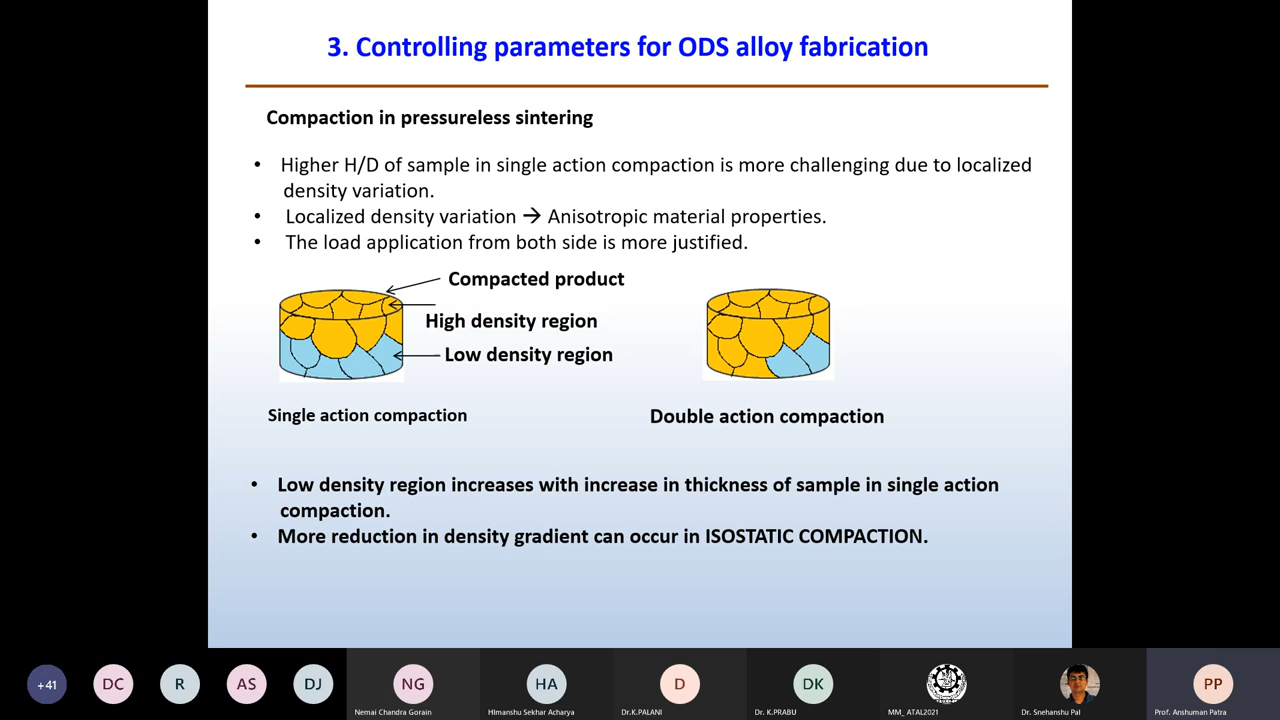 3. Controlling parameters for ODS alloy fabrication
Compaction in pressureless sintering
• Higher H/D of sample in single action compaction is more challenging due to localized
density variation.
• Localized density variation → Anisotropic material properties.
• The load application from both side is more justified.
Compacted product
High density region
Low density region
Single action compaction
Double action compaction
• Low density region increases with increase in thickness of sample in single action
compaction.
• More reduction in density gradient can occur in ISOSTATIC COMPACTION.
+41
DC
R
AS
DJ
NG
HA
D
DK
PP
Nemai Chandra Gorain
HImanshu Sekhar Acharya
Dr.K.PALANI
Dr. K.PRABU
MM_ ATAL2021
Dr. Snehanshu Pal
Prof. Anshuman Patra